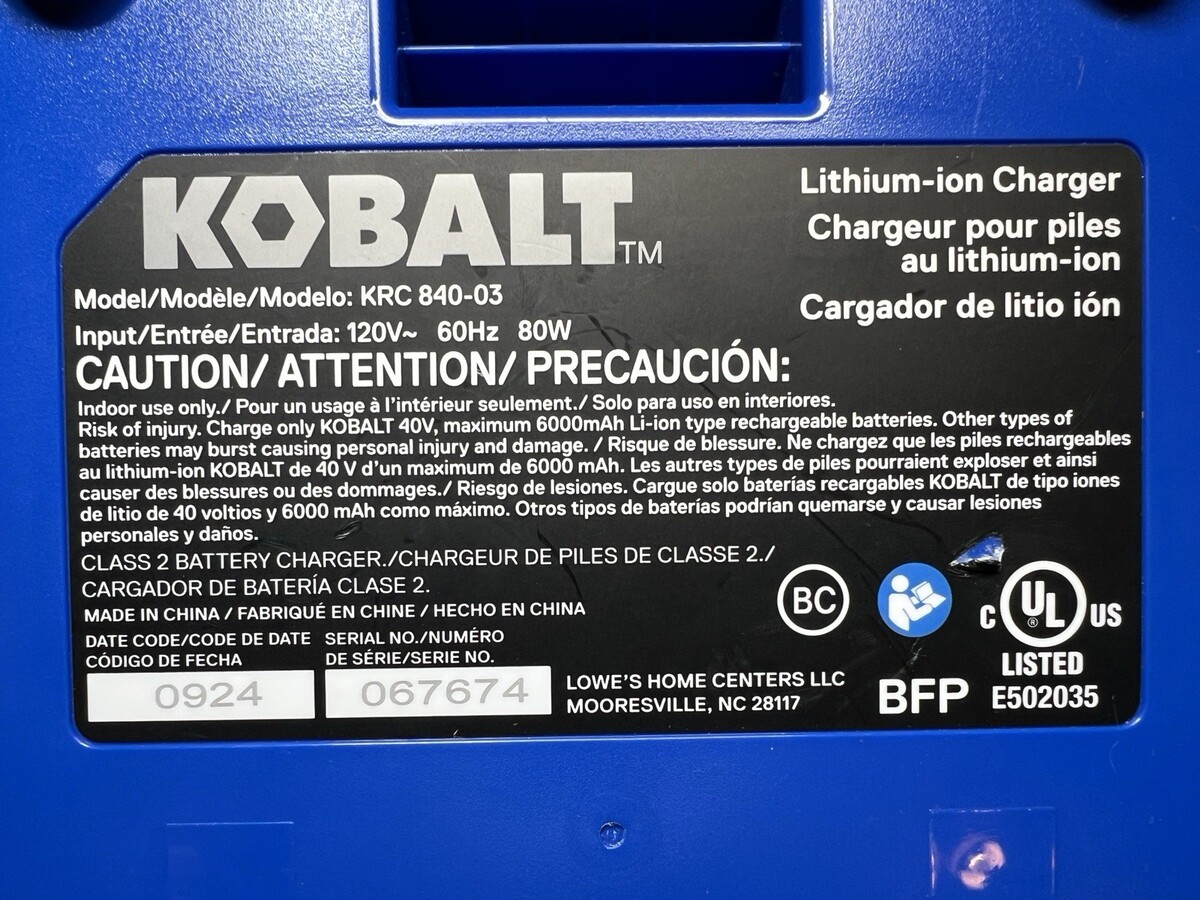 KOBALT™
Lithium-ion Charger
Chargeur pour piles
au lithium-ion
Cargador de litio ión
Model/Modèle/Modelo: KRC 840-03
Input/Entrée/Entrada: 120V~ 60Hz 80W
CAUTION/ ATTENTION/ PRECAUCIÓN:
Indoor use only./ Pour un usage à l'intérieur seulement./ Solo para uso en interiores.
Risk of injury. Charge only KOBALT 40V, maximum 6000mAh Li-ion type rechargeable batteries. Other types of
batteries may burst causing personal injury and damage. / Risque de blessure. Ne chargez que les piles rechargeables
au lithium-ion KOBALT de 40 V d'un maximum de 6000 mAh. Les autres types de piles pourraient exploser et ainsi
causer des blessures ou des dommages./ Riesgo de lesiones. Cargue solo baterías recargables KOBALT de tipo iones
de litio de 40 voltios y 6000 mAh como máximo. Otros tipos de baterías podrían quemarse y causar lesiones
personales y daños.
CLASS 2 BATTERY CHARGER./CHARGEUR DE PILES DE CLASSE 2./
CARGADOR DE BATERÍA CLASE 2.
MADE IN CHINA / FABRIQUÉ EN CHINE / HECHO EN CHINA
DATE CODE/CODE DE DATE
CÓDIGO DE FECHA
0924
SERIAL NO./NUMÉRO
DE SÉRIE/SERIE NO.
067674
LOWE'S HOME CENTERS LLC
MOORESVILLE, NC 28117
BC
BFP
C UL® US
LISTED
E502035